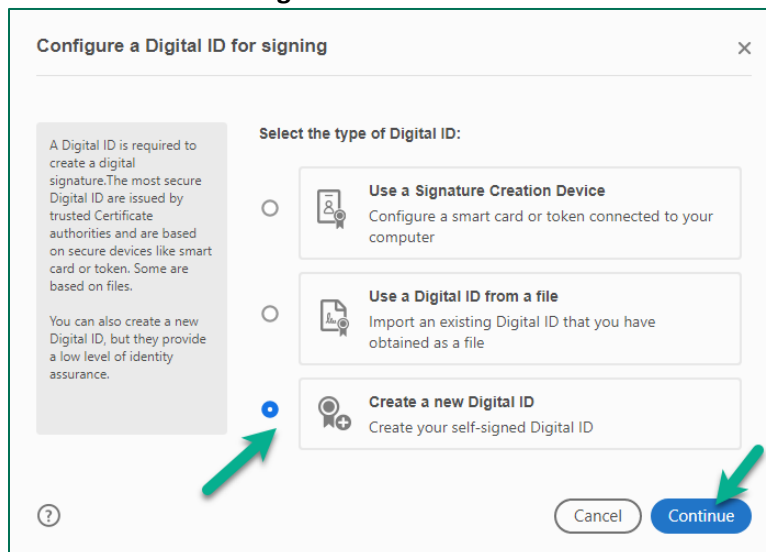 Configure a Digital ID for signing
A Digital ID is required to
create a digital
signature.The most secure
Digital ID are issued by
trusted Certificate
authorities and are based
on secure devices like smart
card or token. Some are
based on files.
You can also create a new
Digital ID, but they provide
a low level of identity
assurance.
Select the type of Digital ID:
Use a Signature Creation Device
Configure a smart card or token connected to your
computer
Use a Digital ID from a file
Import an existing Digital ID that you have
obtained as a file
Create a new Digital ID
Create your self-signed Digital ID
Cancel
Continue